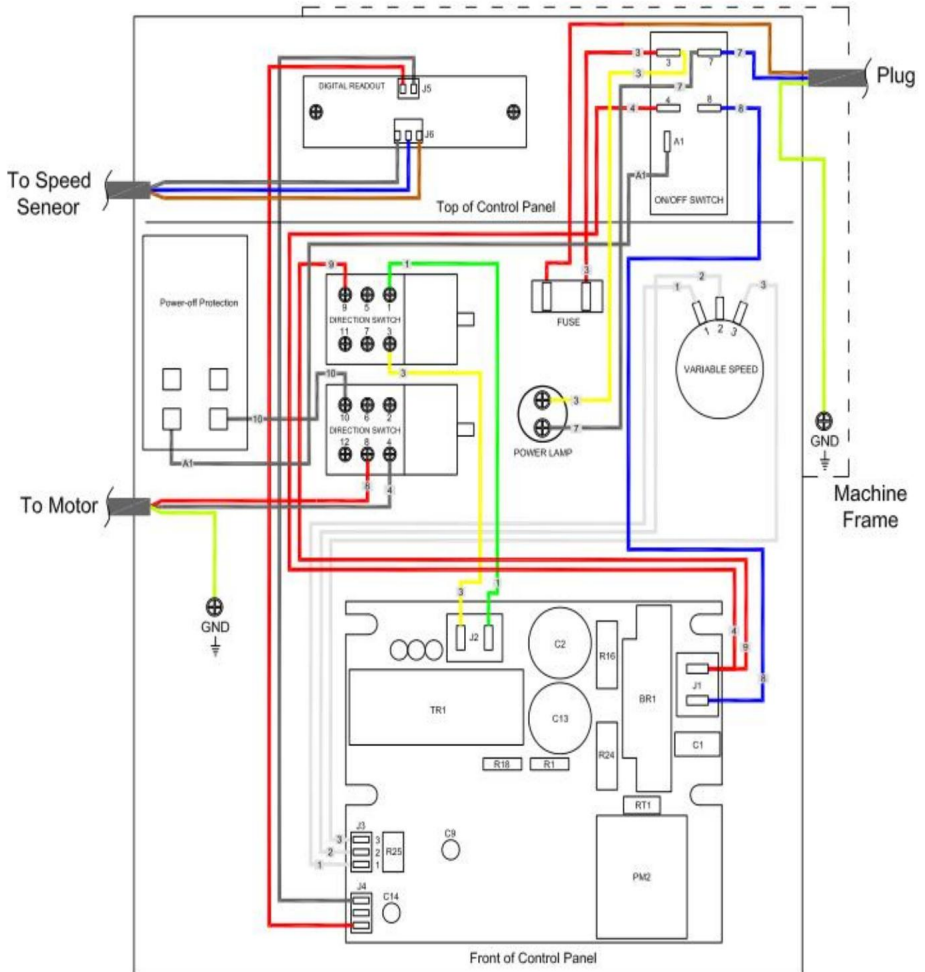 DIGITAL READOUT
J5
J6
3
3
7
3
7
7
4
4
8
8
A1
A1
ON/OFF SWITCH
Plug
To Speed
Seneor
Top of Control Panel
Power-off Protection
9
1
9
5
1
DIRECTION SWITCH
11
7
3
3
3
FUSE
1
2
3
1
2
3
VARIABLE SPEED
10
10
10
6
2
DIRECTION SWITCH
12
8
4
A1
8
4
3
7
POWER LAMP
GND
To Motor
Machine
Frame
GND
3
1
J2
C2
R16
BR1
4
9
8
J1
TR1
C13
R24
C1
R18
R1
RT1
J3
3
3
2
2
1
1
R25
C9
PM2
J4
C14
Front of Control Panel